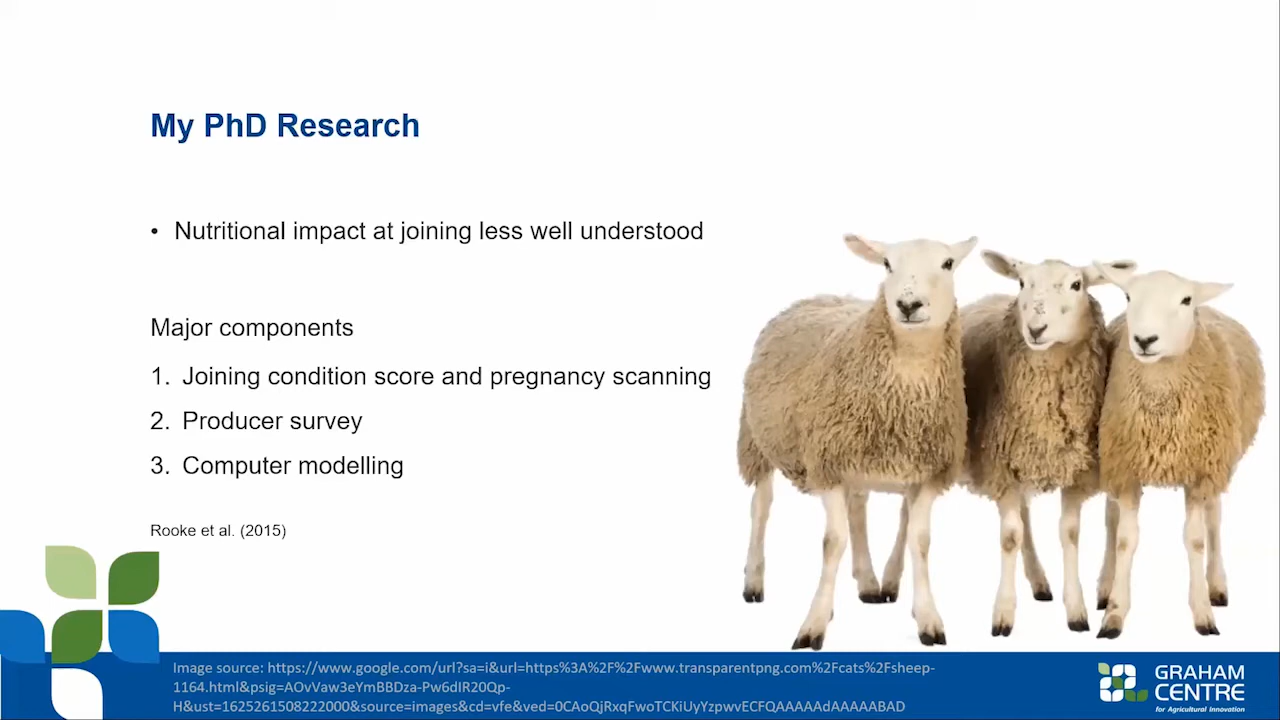 My PhD Research
• Nutritional impact at joining less well understood
Major components
1. Joining condition score and pregnancy scanning
2. Producer survey
3. Computer modelling
Rooke et al. (2015)
Image source: https://www.google.com/url?sa=i&url=https%3A%2F%2Fwww.transparentpng.com%2Fcats%2Fsheep-
1164.html&psig=AOvVaw3eYmBBDza-Pw6dIR20Qp-
H&ust=1625261508222000&source=images&cd=vfe&ved=0CAoQjRxqFwoTCKiUyYzpwvECFQAAAAAdAAAAABAD
GRAHAM
CENTRE
for Agricultural Innovation